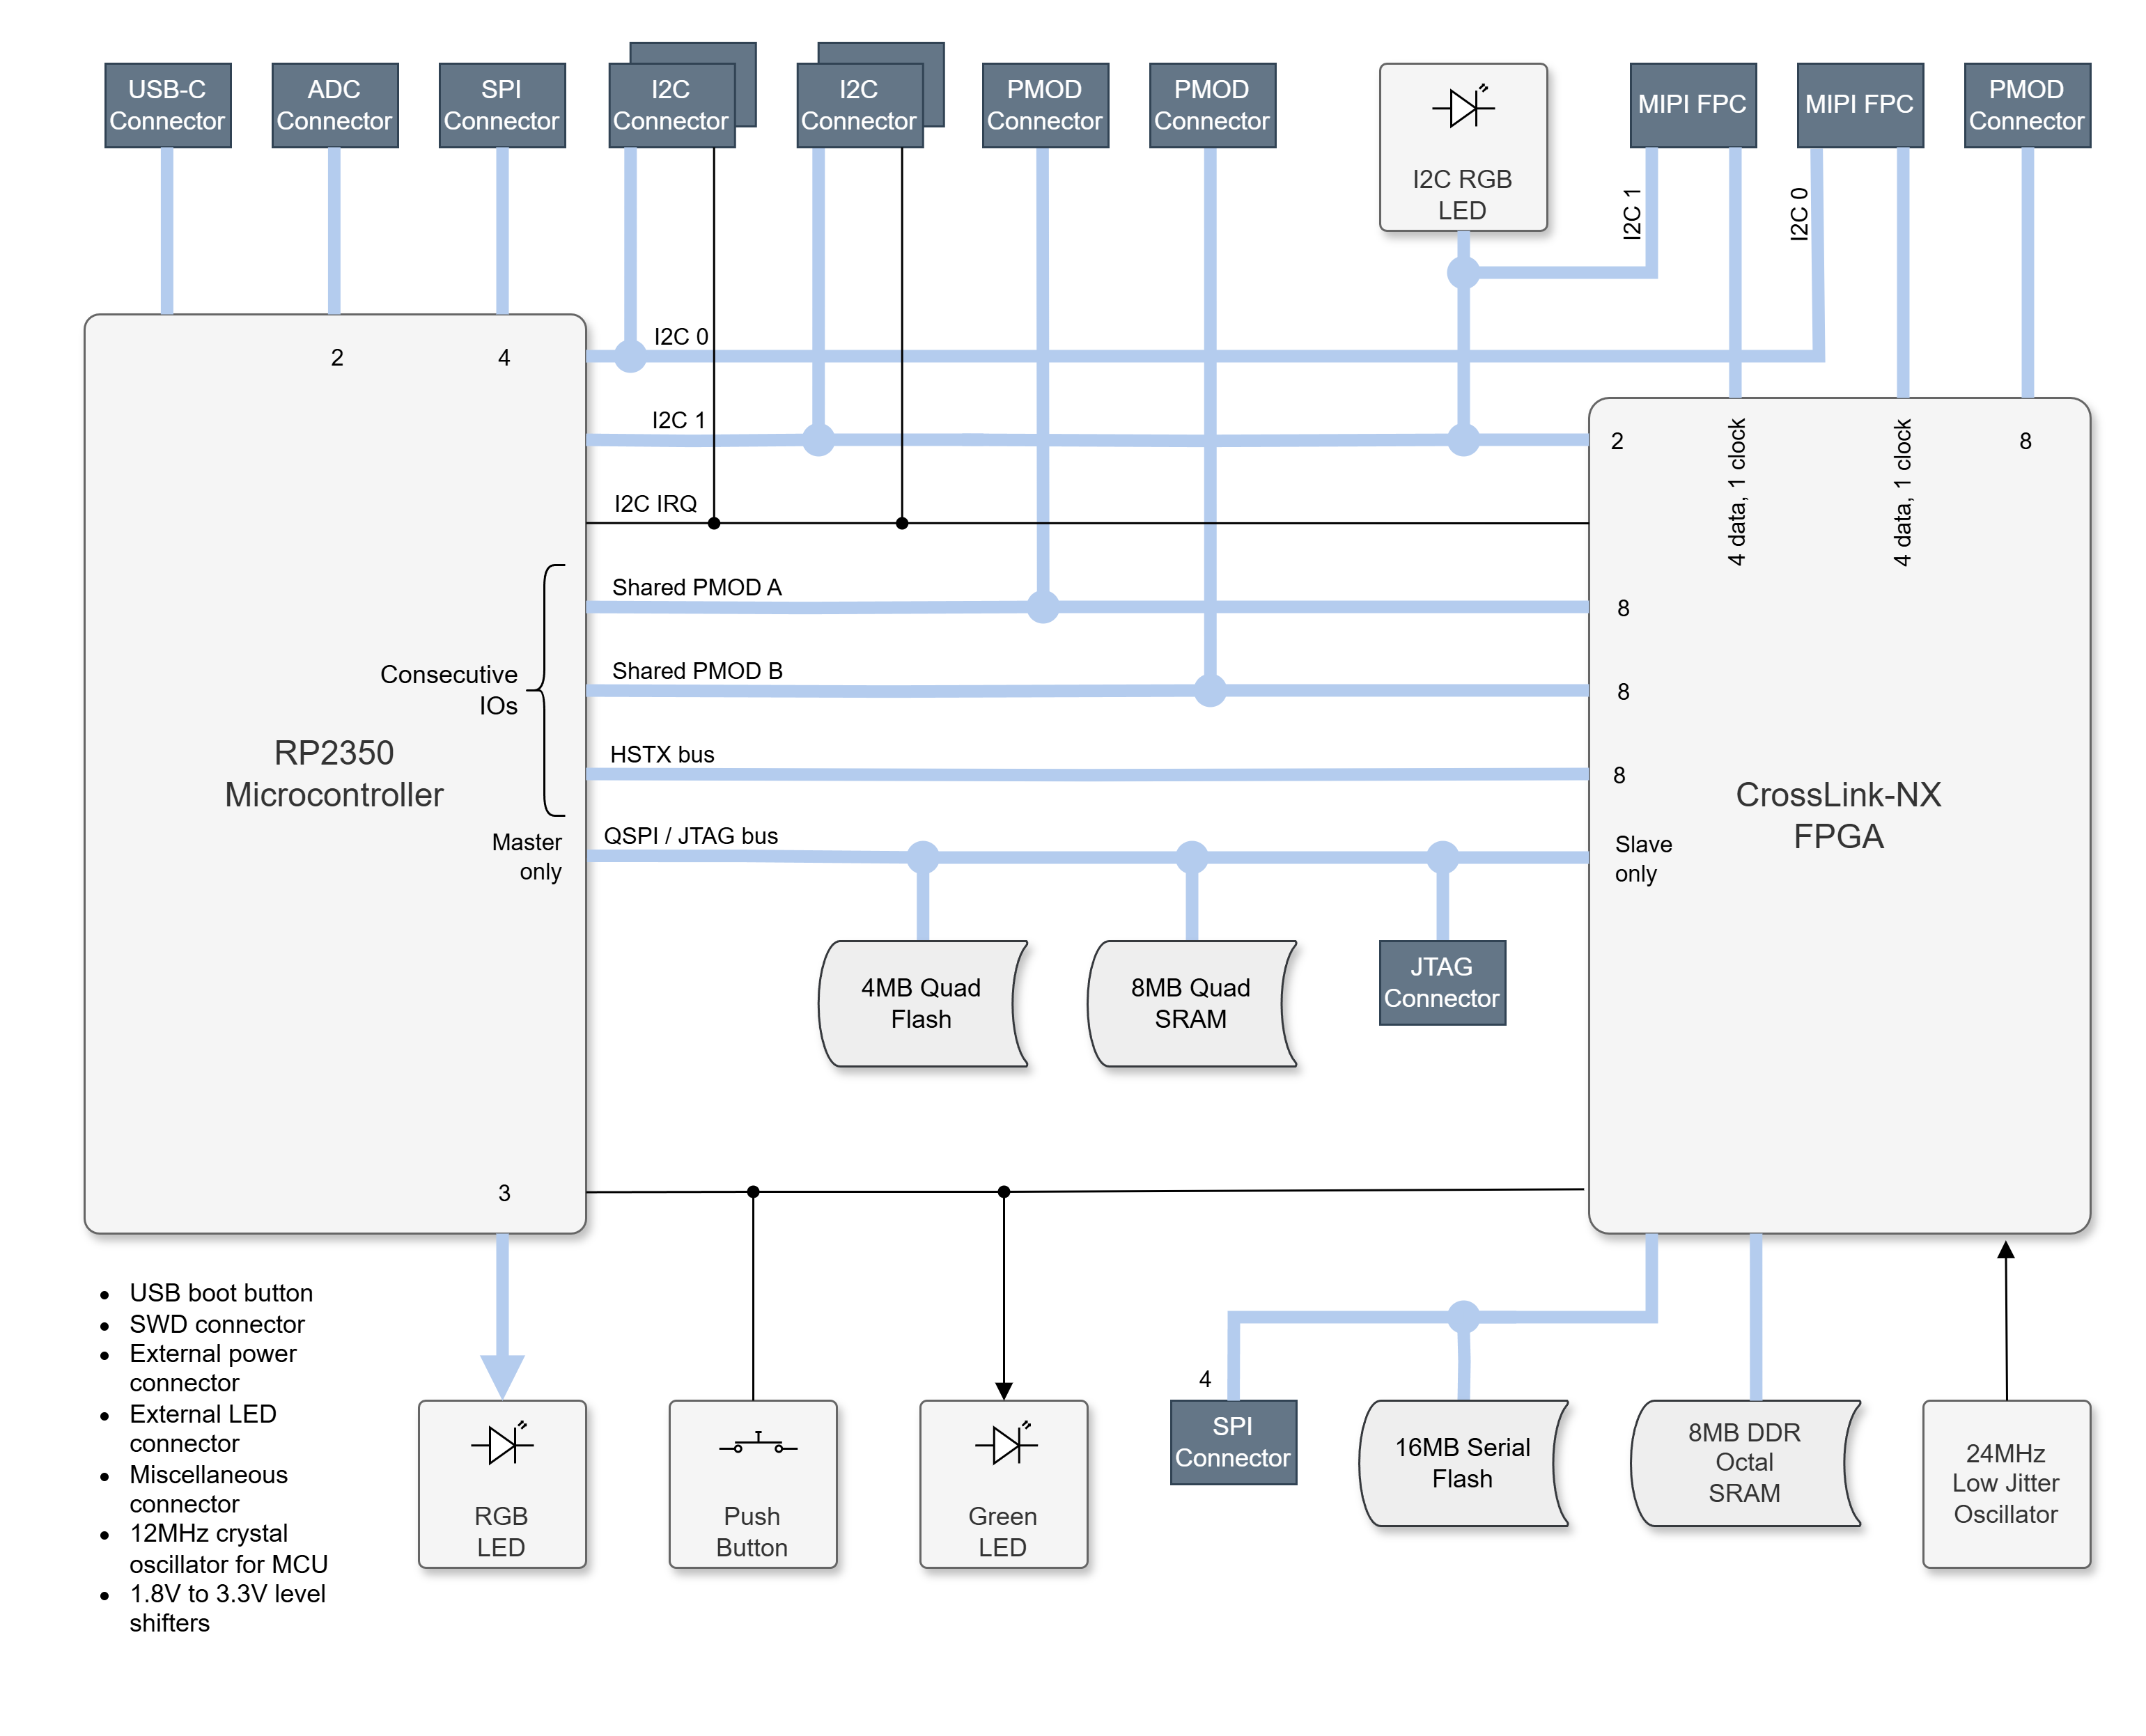 USB-C
Connector
ADC
Connector
SPI
Connector
I2C
Connector
I2C
Connector
PMOD
Connector
PMOD
Connector
I2C RGB
LED
MIPI FPC
MIPI FPC
PMOD
Connector
I2C 1
I2C 0
2
4
I2C 0
I2C 1
I2C IRQ
Shared PMOD A
Shared PMOD B
HSTX bus
QSPI / JTAG bus
Consecutive
IOs
RP2350
Microcontroller
Master
only
3
2
4 data, 1 clock
4 data, 1 clock
8
8
8
8
CrossLink-NX
FPGA
Slave
only
4MB Quad
Flash
8MB Quad
SRAM
JTAG
Connector
• USB boot button
• SWD connector
• External power
connector
• External LED
connector
• Miscellaneous
connector
• 12MHz crystal
oscillator for MCU
• 1.8V to 3.3V level
shifters
RGB
LED
Push
Button
Green
LED
4
SPI
Connector
16MB Serial
Flash
8MB DDR
Octal
SRAM
24MHz
Low Jitter
Oscillator